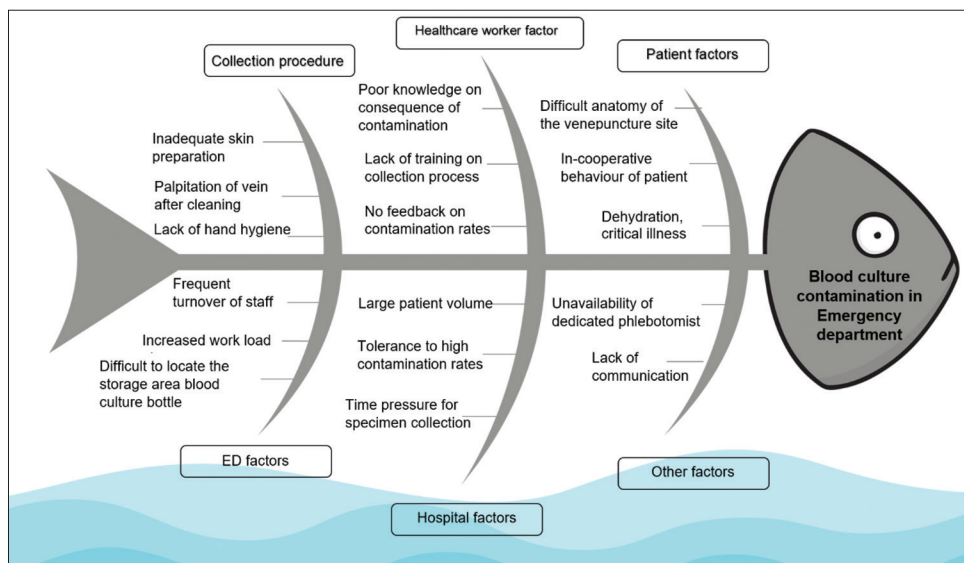 Collection procedure
Healthcare worker factor
Patient factors
Inadequate skin
preparation
Palpitation of vein
after cleaning
Lack of hand hygiene
Poor knowledge on
consequence of
contamination
Lack of training on
collection process
No feedback on
contamination rates
Difficult anatomy of
the venepuncture site
In-cooperative
behaviour of patient
Dehydration,
critical illness
Blood culture
contamination in
Emergency
department
Frequent
turnover of staff
Increased work load
Difficult to locate the
storage area blood
culture bottle
Large patient volume
Tolerance to high
contamination rates
Time pressure for
specimen collection
Unavailability of
dedicated phlebotomist
Lack of
communication
ED factors
Hospital factors
Other factors